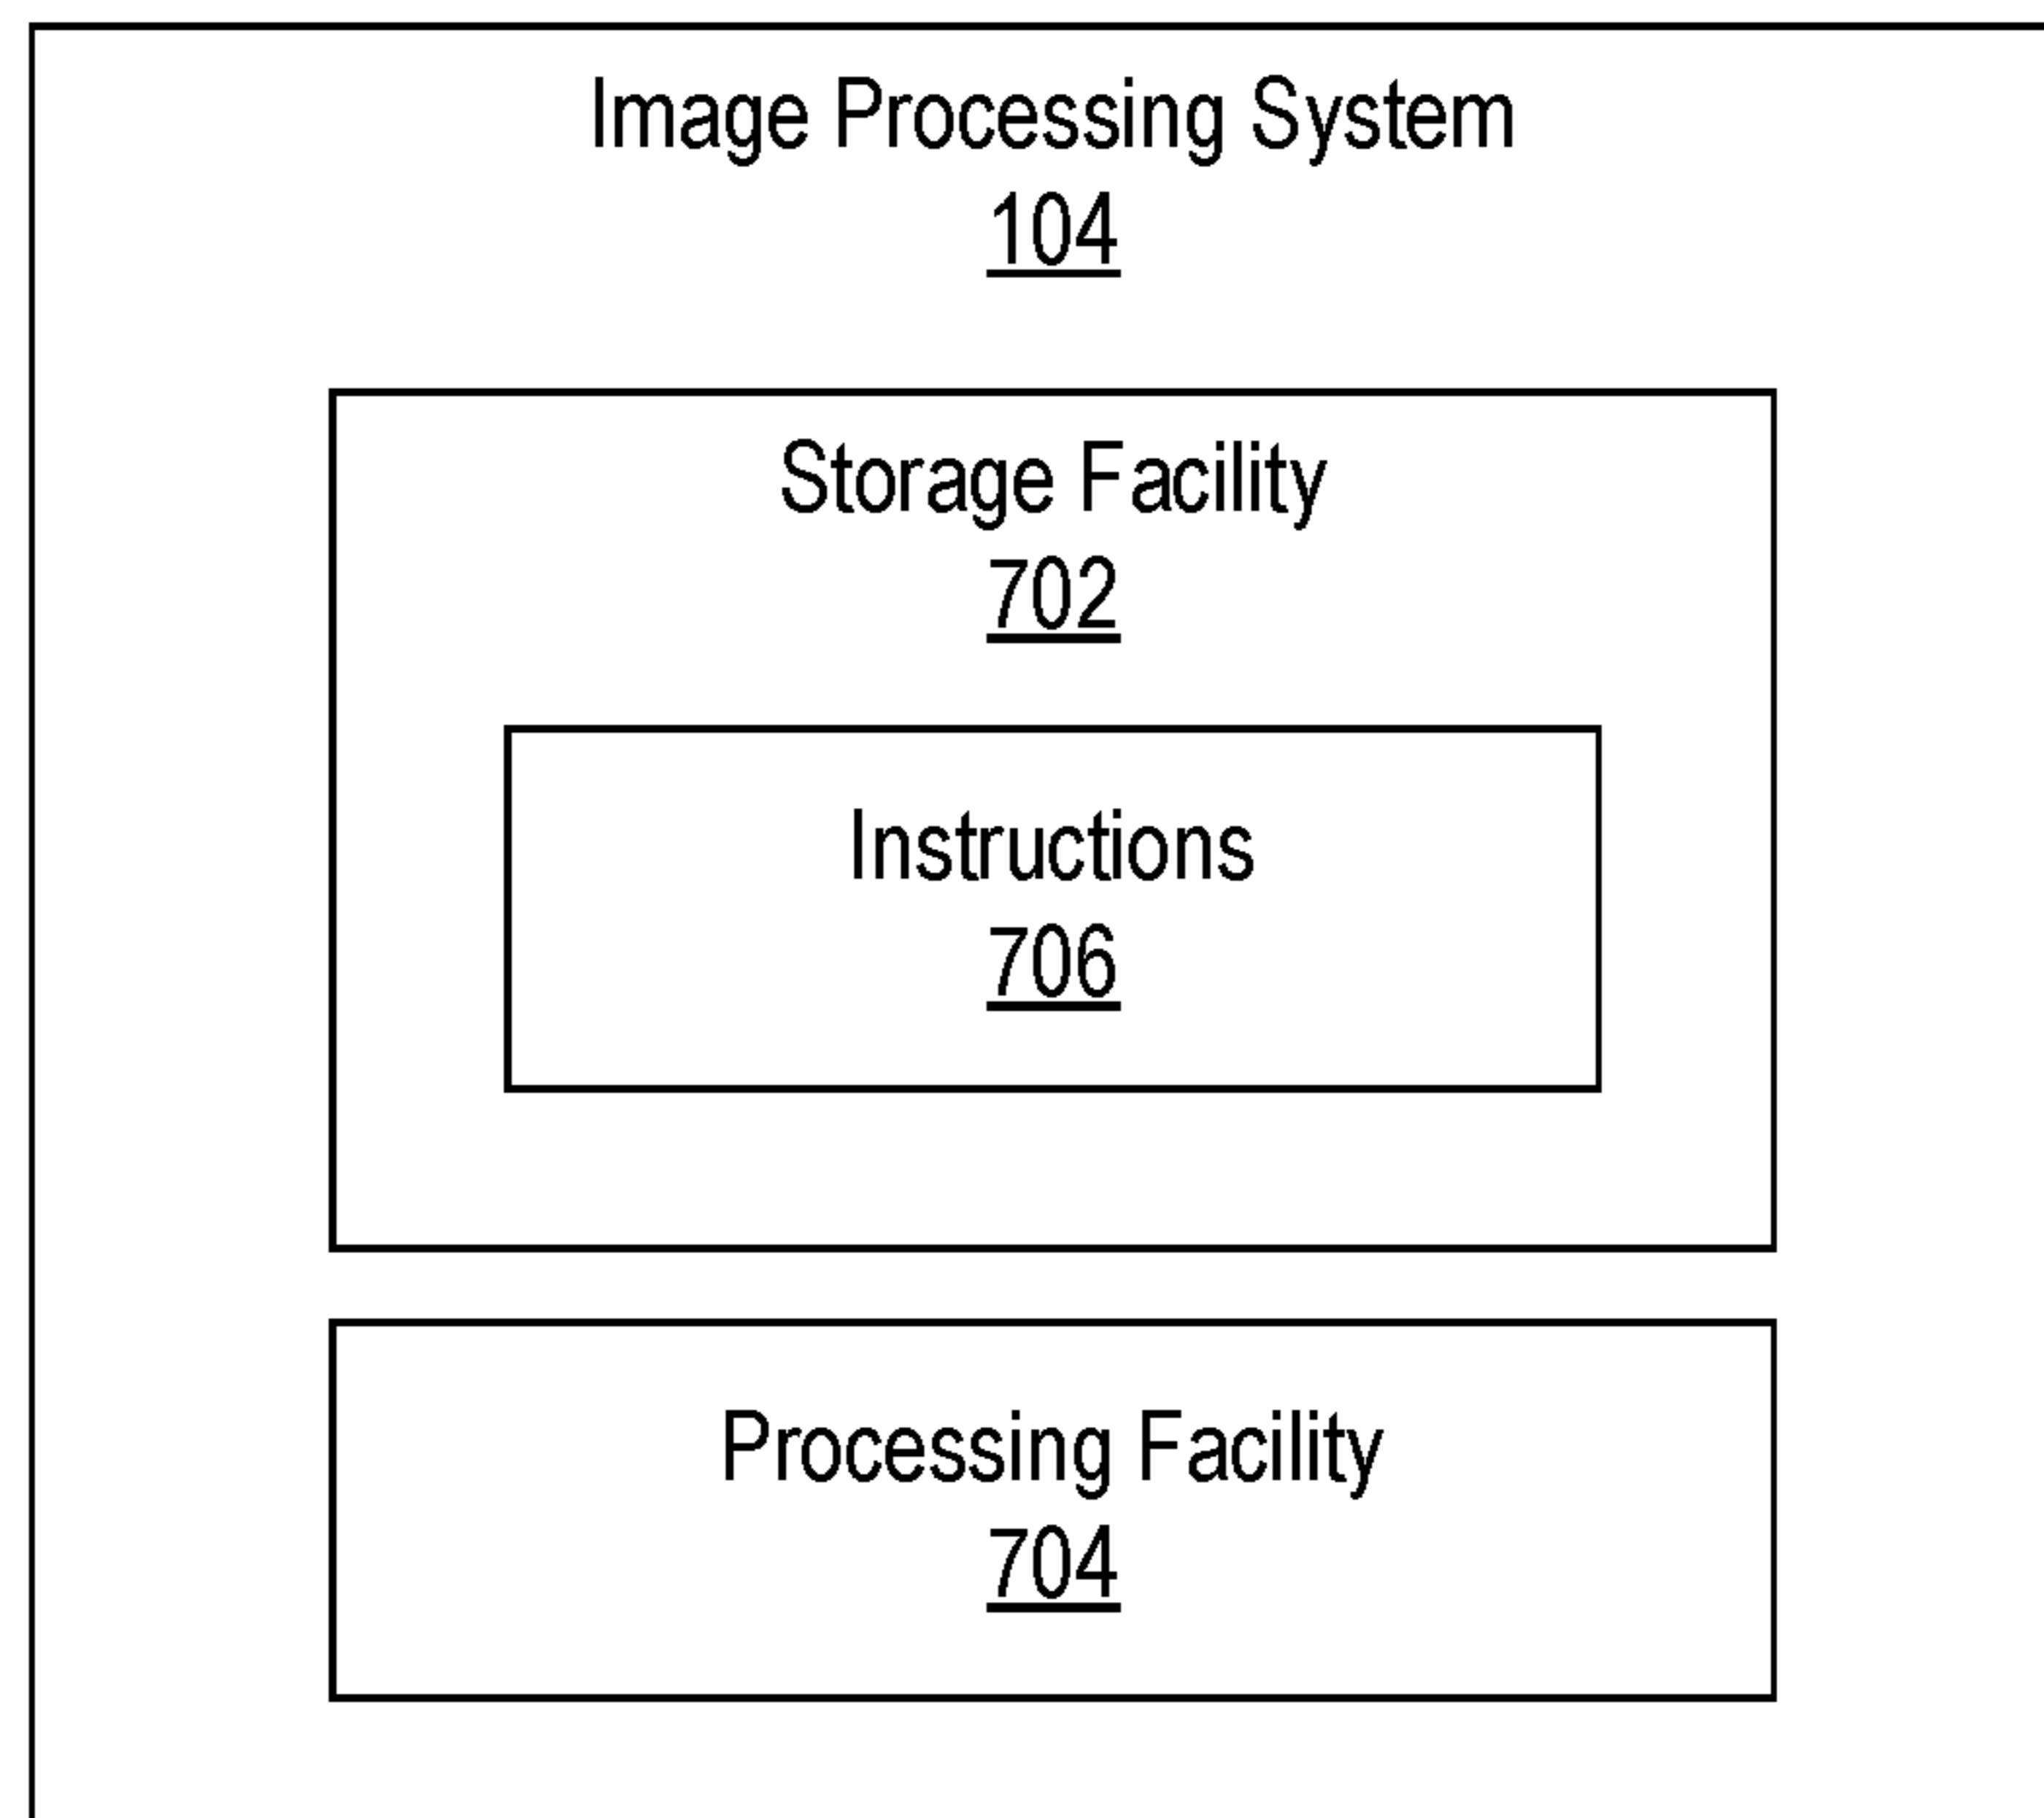 Image Processing System
104
Storage Facility
702
Instructions
706
Processing Facility
704